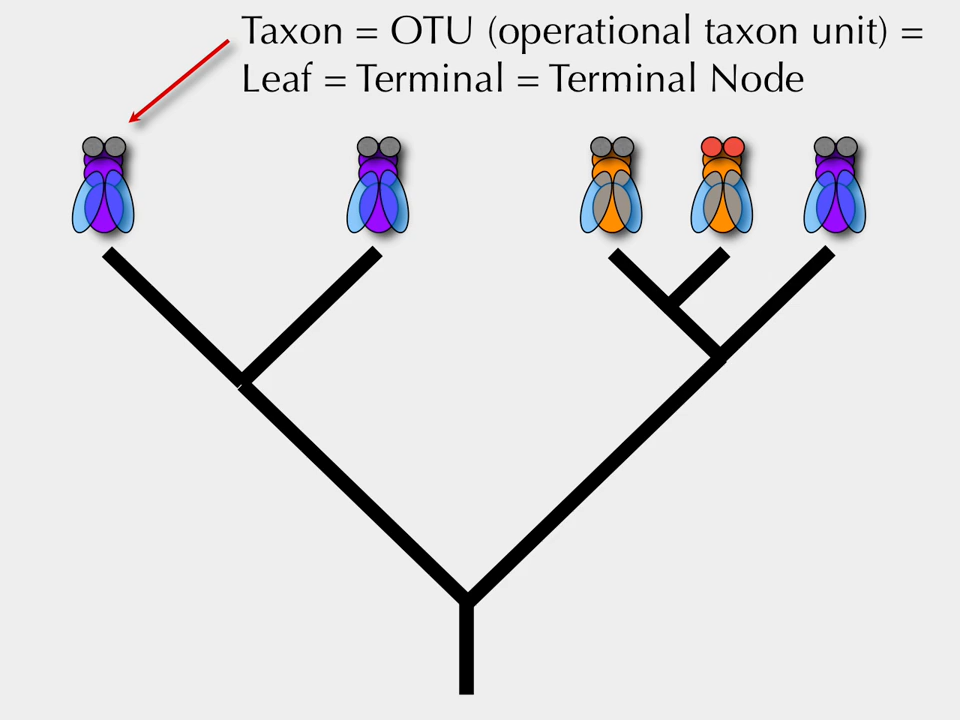 Taxon = OTU (operational taxon unit) =
Leaf = Terminal = Terminal Node